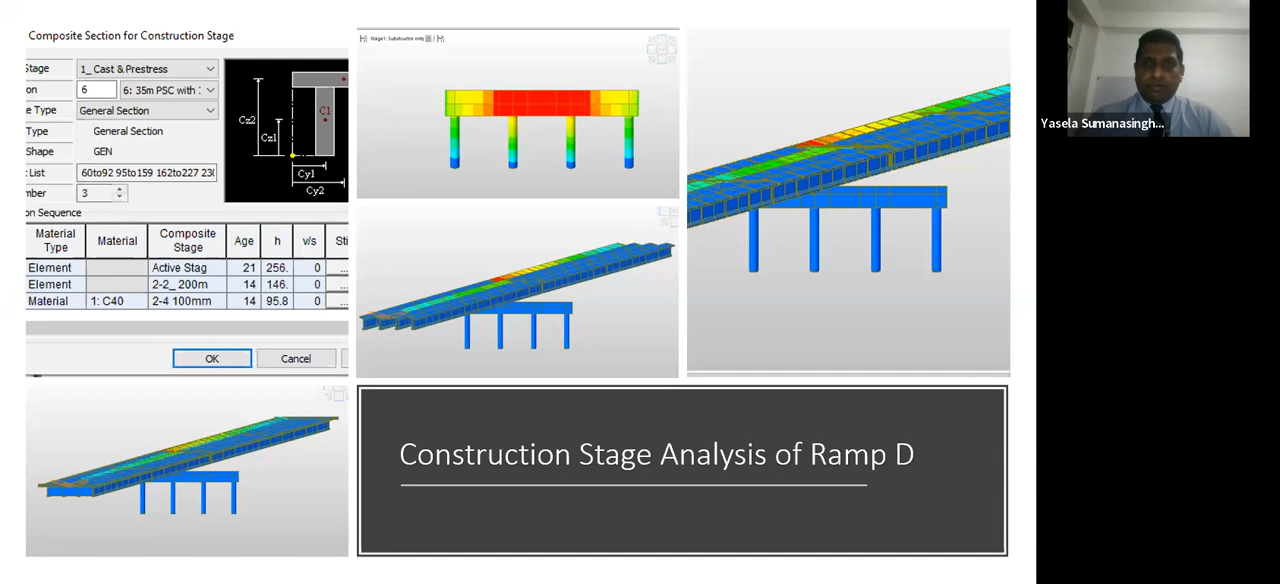 Composite Section for Construction Stage
Stage 1_ Cast & Prestress
on 6 6: 35m PSC with
e Type General Section
Type General Section
Shape GEN
List 60to92 95to159 162to227
mber 3
on Sequence
Material Type Material Composite Stage Age h v/s
Element Active Stag 21 256. 0 ...
Element 2-2_ 200m 14 146. 0 ...
Material 1: C40 2-4 100mm 14 95.8 0 ...
OK Cancel
Cz2
Cz1
C1
Cy1
Cy2
Stage1: Substructre only
Construction Stage Analysis of Ramp D
Yasela Sumanasingh...